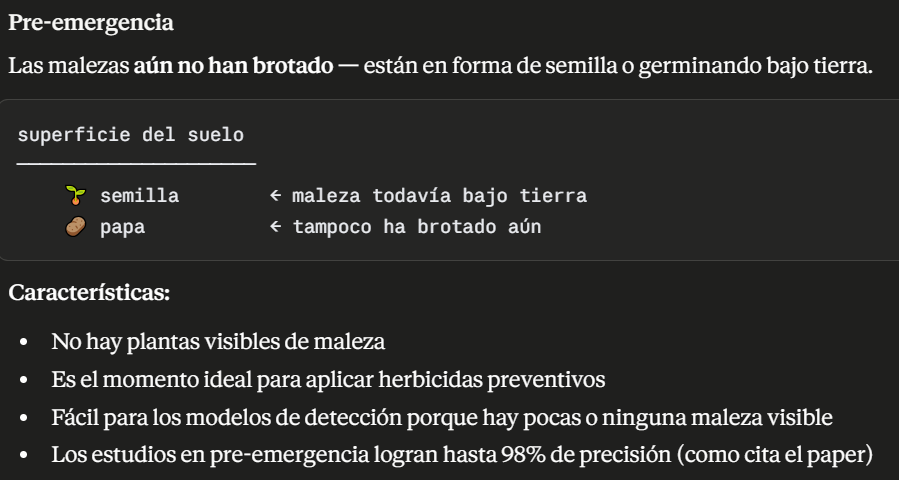 Pre-emergencia
Las malezas aún no han brotado — están en forma de semilla o germinando bajo tierra.
superficie del suelo
─────────────────────
🌱 semilla        ← maleza todavía bajo tierra
🥔 papa           ← tampoco ha brotado aún
Características:
• No hay plantas visibles de maleza
• Es el momento ideal para aplicar herbicidas preventivos
• Fácil para los modelos de detección porque hay pocas o ninguna maleza visible
• Los estudios en pre-emergencia logran hasta 98% de precisión (como cita el paper)